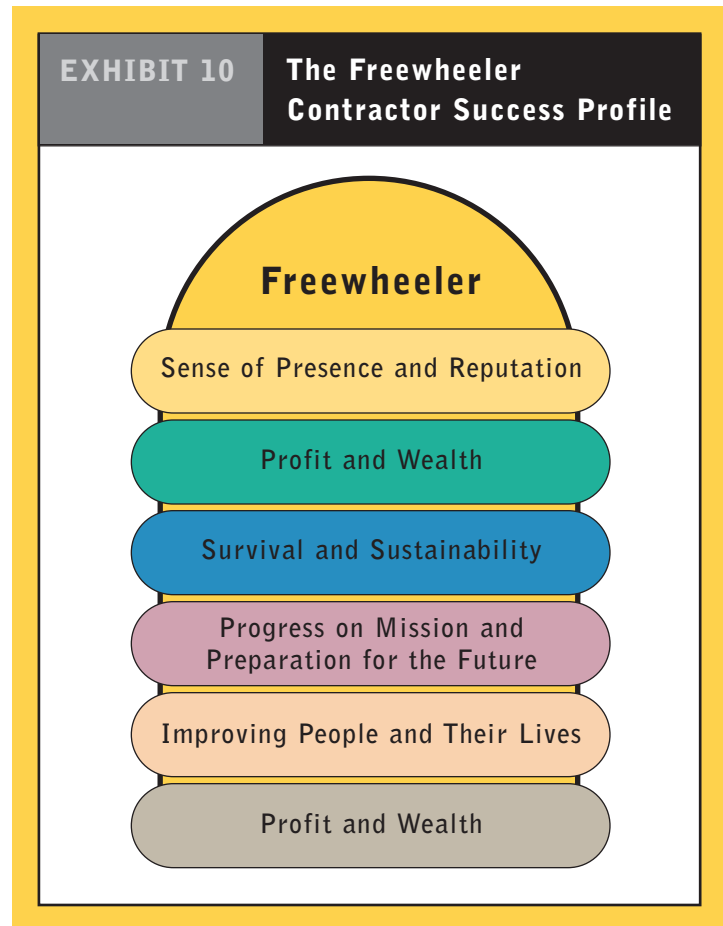 EXHIBIT 10
The Freewheeler
Contractor Success Profile
Freewheeler
Sense of Presence and Reputation
Profit and Wealth
Survival and Sustainability
Progress on Mission and
Preparation for the Future
Improving People and Their Lives
Profit and Wealth